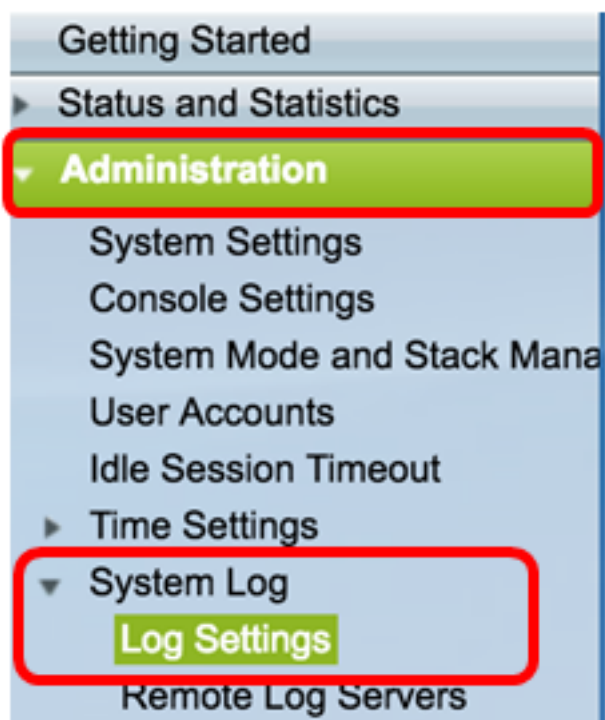 Getting Started
Status and Statistics
Administration
System Settings
Console Settings
System Mode and Stack Mana
User Accounts
Idle Session Timeout
Time Settings
System Log
Log Settings
Remote Log Servers